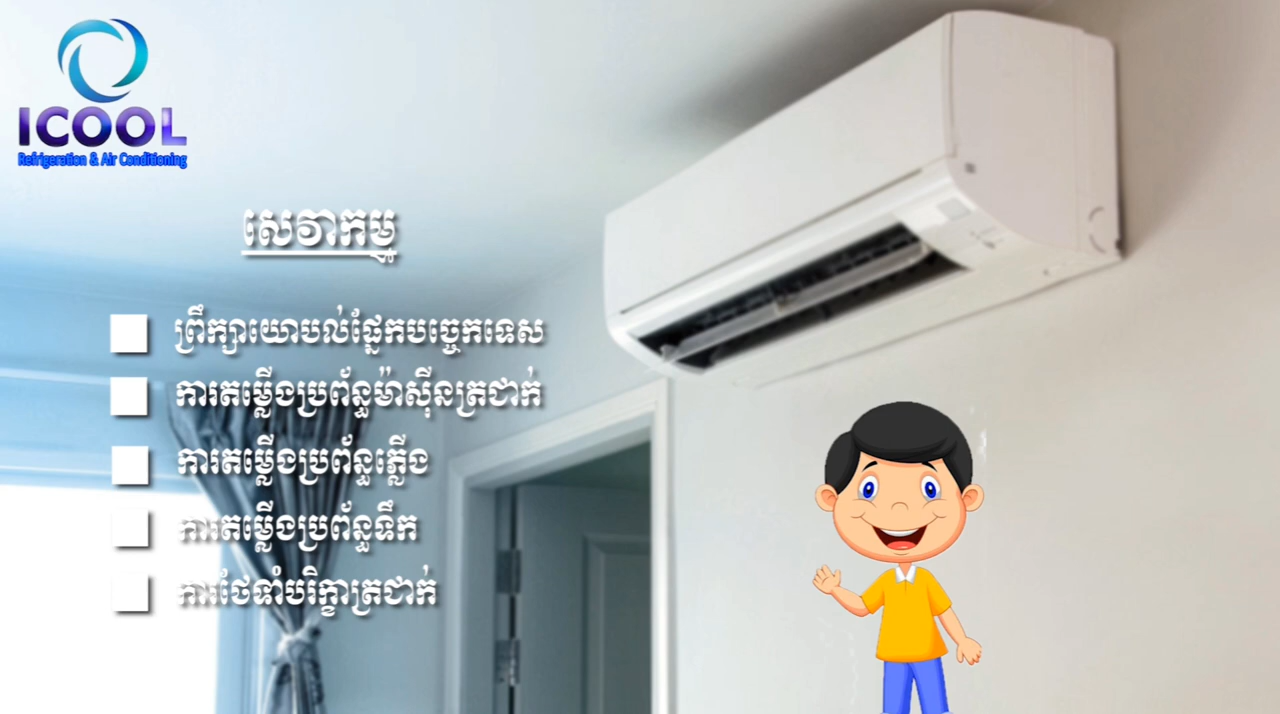 ICOOL
Refrigeration & Air Conditioning
សេវាកម្ម
ព្រឹក្សាយោបល់ផ្នែកបច្ចេកទេស
ការតម្លើងប្រព័ន្ធម៉ាស៊ីនត្រជាក់
ការតម្លើងប្រព័ន្ធភ្លើង
ការតម្លើងប្រព័ន្ធទឹក
ការថែទាំបរិក្ខាត្រជាក់